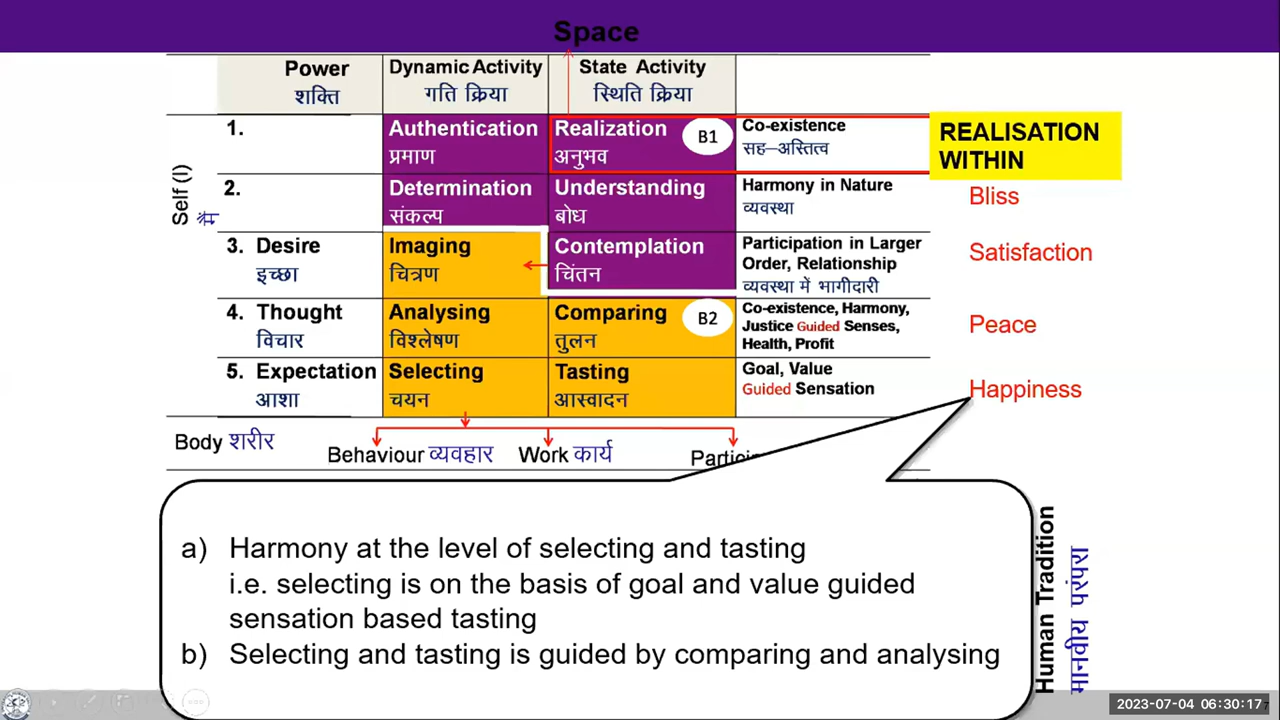 Space
Power Dynamic Activity State Activity
शक्ति गति क्रिया स्थिति क्रिया
Self (I)
मैं
1. Authentication Realization B1 Co-existence
प्रमाण अनुभव सह–अस्तित्व
REALISATION
WITHIN
2. Determination Understanding Harmony in Nature Bliss
संकल्प बोध व्यवस्था
3. Desire Imaging Contemplation Participation in Larger
Order, Relationship Satisfaction
इच्छा चित्रण चिंतन व्यवस्था में भागीदारी
4. Thought Analysing Comparing B2 Co-existence, Harmony,
Justice Guided Senses, Peace
विचार विश्लेषण तुलन Health, Profit
5. Expectation Selecting Tasting Goal, Value
Guided Sensation Happiness
आशा चयन आस्वादन
Body शरीर
Behaviour व्यवहार Work कार्य
a) Harmony at the level of selecting and tasting
i.e. selecting is on the basis of goal and value guided
sensation based tasting
b) Selecting and tasting is guided by comparing and analysing
Human Tradition
मानवीय परंपरा
2023-07-04 06:30:17